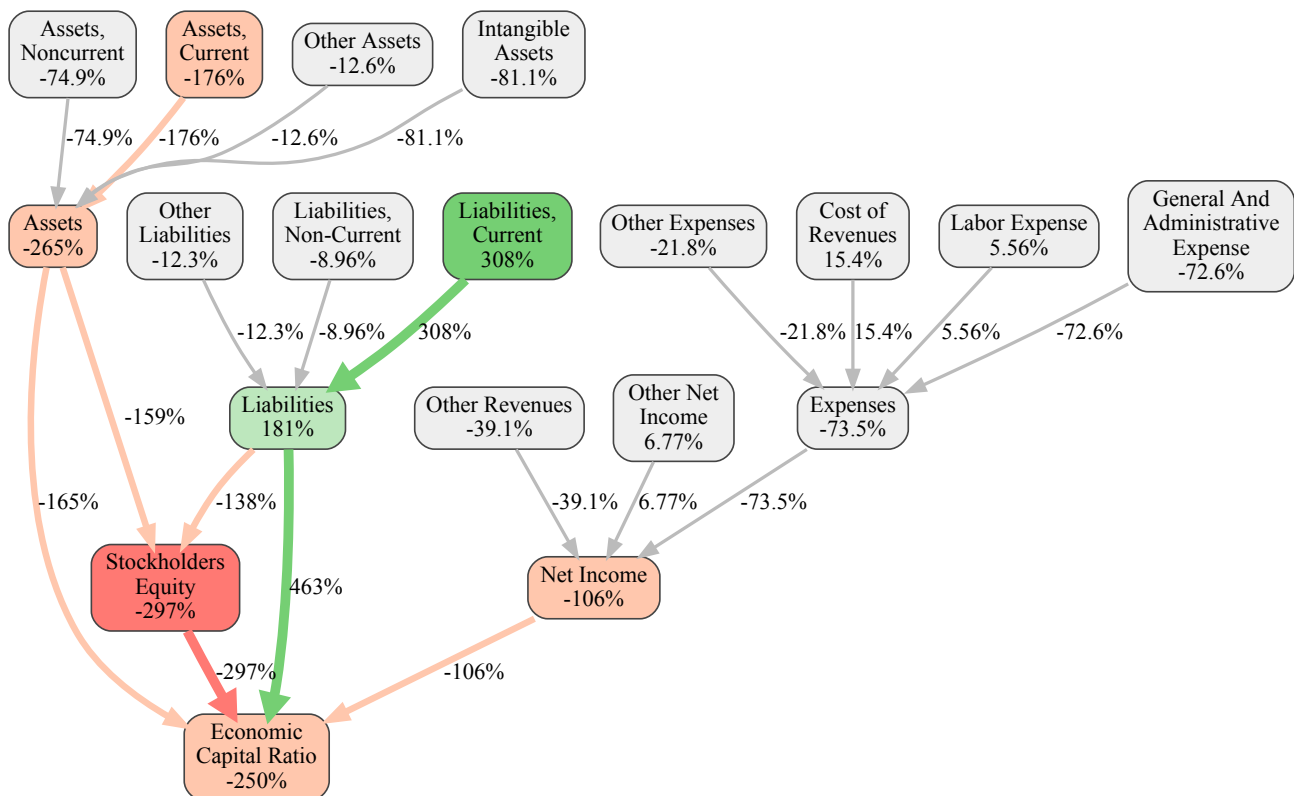 Assets,
Noncurrent
-74.9%
Assets,
Current
-176%
Other Assets
-12.6%
Intangible
Assets
-81.1%
-74.9%
-176%
-12.6%
-81.1%
Assets
-265%
Other
Liabilities
-12.3%
Liabilities,
Non-Current
-8.96%
Liabilities,
Current
308%
Other Expenses
-21.8%
Cost of
Revenues
15.4%
Labor Expense
5.56%
General And
Administrative
Expense
-72.6%
-12.3%
-8.96%
308%
-21.8%
15.4%
5.56%
-72.6%
-159%
Liabilities
181%
Other Revenues
-39.1%
Other Net
Income
6.77%
Expenses
-73.5%
-165%
-138%
-39.1%
6.77%
-73.5%
Stockholders
Equity
-297%
463%
Net Income
-106%
-297%
-106%
Economic
Capital Ratio
-250%